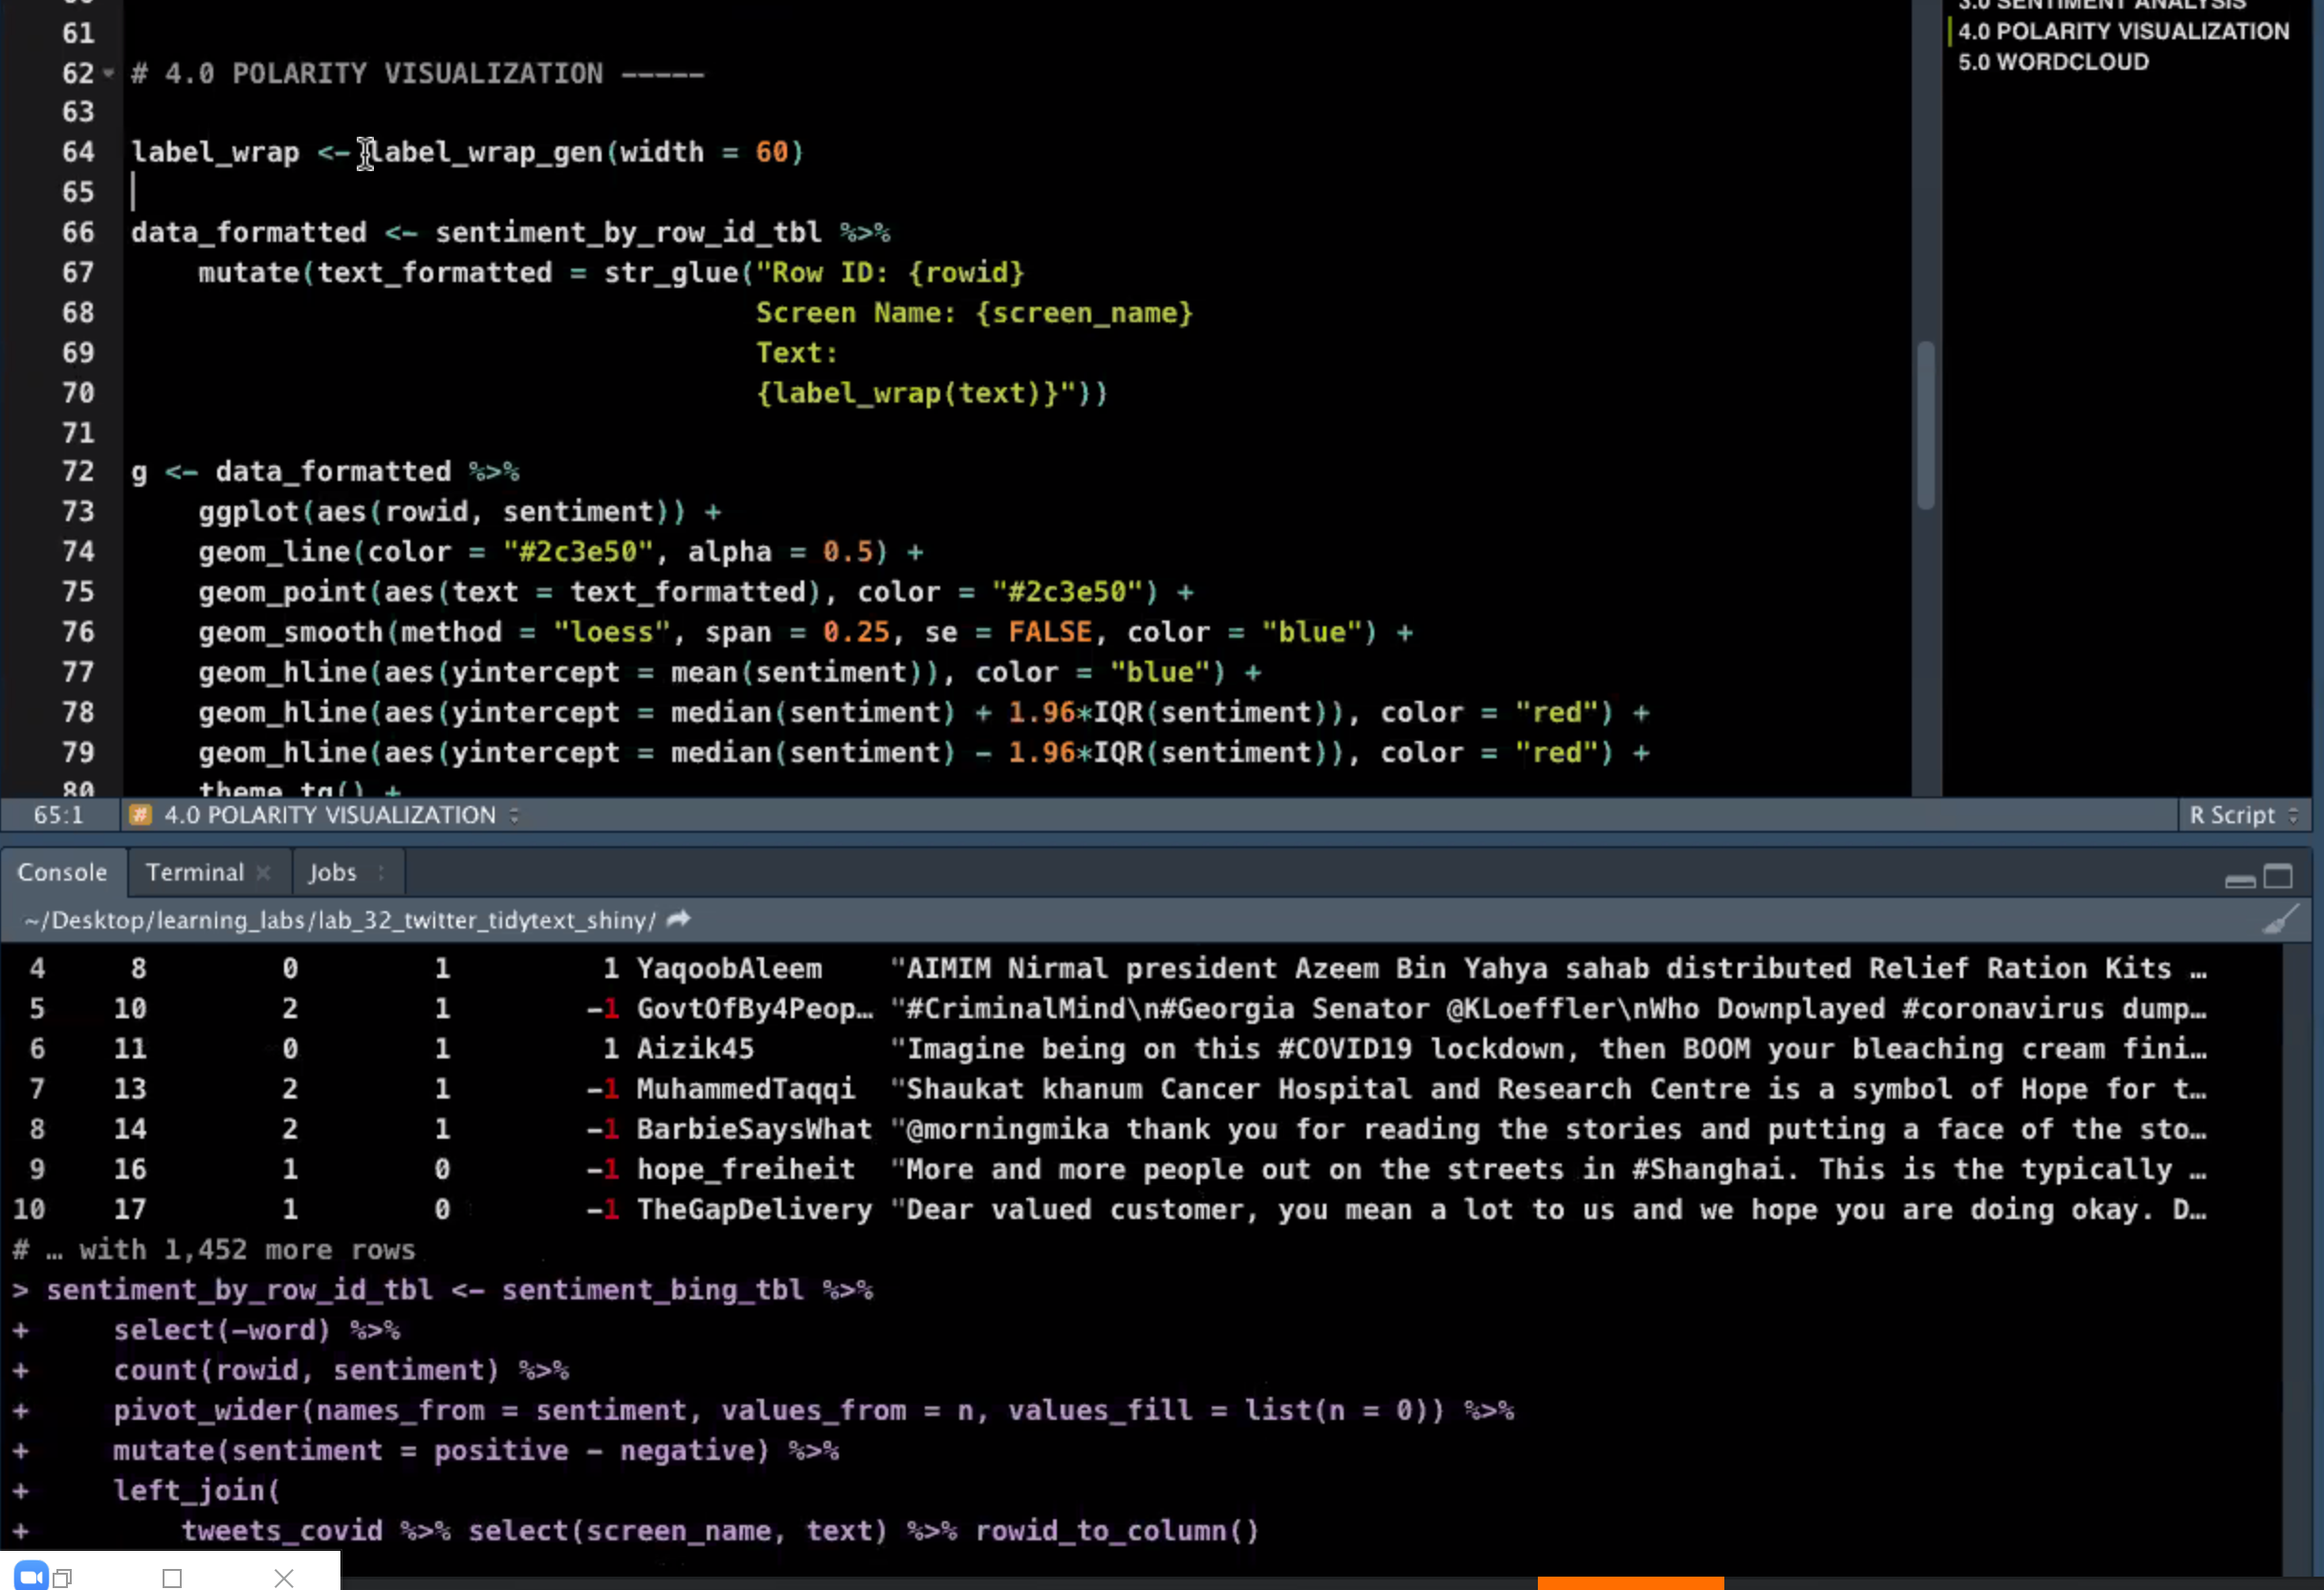 3.0 SENTIMENT ANALYSIS
4.0 POLARITY VISUALIZATION
5.0 WORDCLOUD
61
62 # 4.0 POLARITY VISUALIZATION -----
63
64 label_wrap <- label_wrap_gen(width = 60)
65
66 data_formatted <- sentiment_by_row_id_tbl %>%
67 mutate(text_formatted = str_glue("Row ID: {rowid}
68 Screen Name: {screen_name}
69 Text:
70 {label_wrap(text)}"))
71
72 g <- data_formatted %>%
73 ggplot(aes(rowid, sentiment)) +
74 geom_line(color = "#2c3e50", alpha = 0.5) +
75 geom_point(aes(text = text_formatted), color = "#2c3e50") +
76 geom_smooth(method = "loess", span = 0.25, se = FALSE, color = "blue") +
77 geom_hline(aes(yintercept = mean(sentiment)), color = "blue") +
78 geom_hline(aes(yintercept = median(sentiment) + 1.96*IQR(sentiment)), color = "red") +
79 geom_hline(aes(yintercept = median(sentiment) - 1.96*IQR(sentiment)), color = "red") +
80 theme_tq() +
65:1 # 4.0 POLARITY VISUALIZATION R Script
Console Terminal Jobs
~/Desktop/learning_labs/lab_32_twitter_tidytext_shiny/
4 8 0 1 1 YaqoobAleem "AIMIM Nirmal president Azeem Bin Yahya sahab distributed Relief Ration Kits …
5 10 2 1 -1 GovtOfBy4Peop… "#CriminalMind\n#Georgia Senator @KLoeffler\nWho Downplayed #coronavirus dump…
6 11 0 1 1 Aizik45 "Imagine being on this #COVID19 lockdown, then BOOM your bleaching cream fini…
7 13 2 1 -1 MuhammedTaqqi "Shaukat khanum Cancer Hospital and Research Centre is a symbol of Hope for t…
8 14 2 1 -1 BarbieSaysWhat "@morningmika thank you for reading the stories and putting a face of the sto…
9 16 1 0 -1 hope_freiheit "More and more people out on the streets in #Shanghai. This is the typically …
10 17 1 0 -1 TheGapDelivery "Dear valued customer, you mean a lot to us and we hope you are doing okay. D…
# … with 1,452 more rows
> sentiment_by_row_id_tbl <- sentiment_bing_tbl %>%
+ select(-word) %>%
+ count(rowid, sentiment) %>%
+ pivot_wider(names_from = sentiment, values_from = n, values_fill = list(n = 0)) %>%
+ mutate(sentiment = positive - negative) %>%
+ left_join(
+ tweets_covid %>% select(screen_name, text) %>% rowid_to_column()